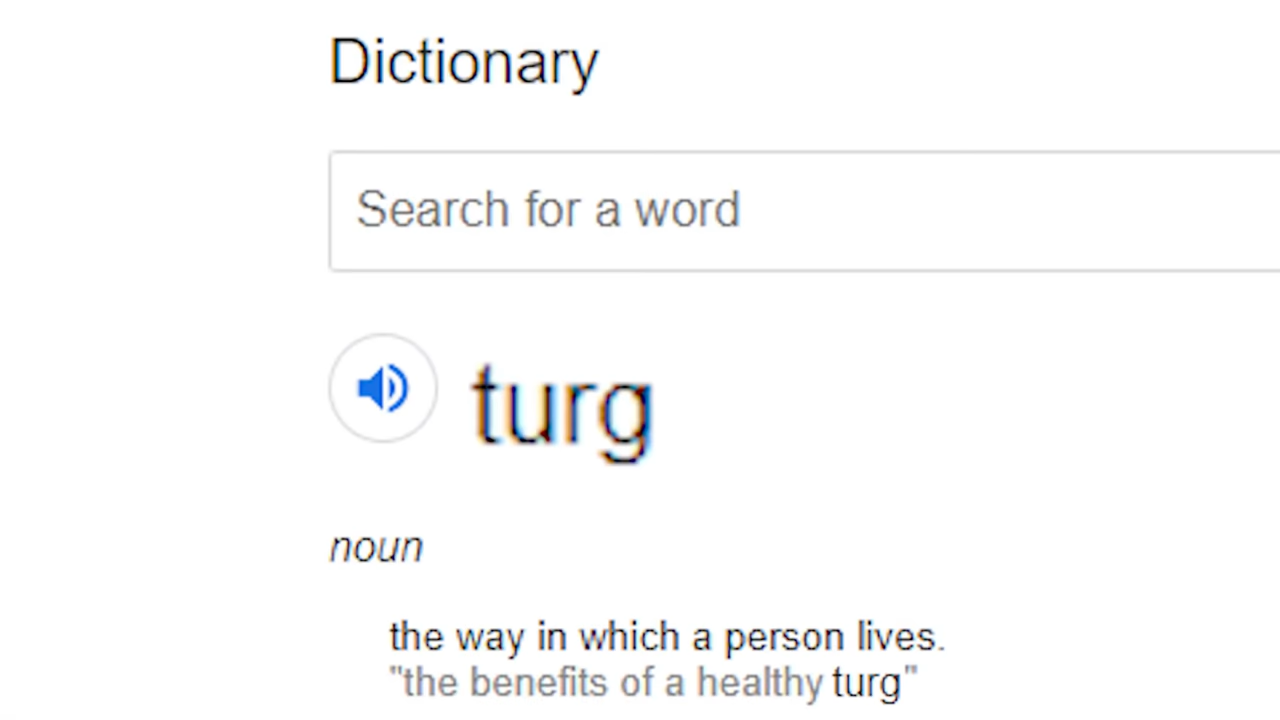 Dictionary
Search for a word
turg
noun
the way in which a person lives.
"the benefits of a healthy turg"